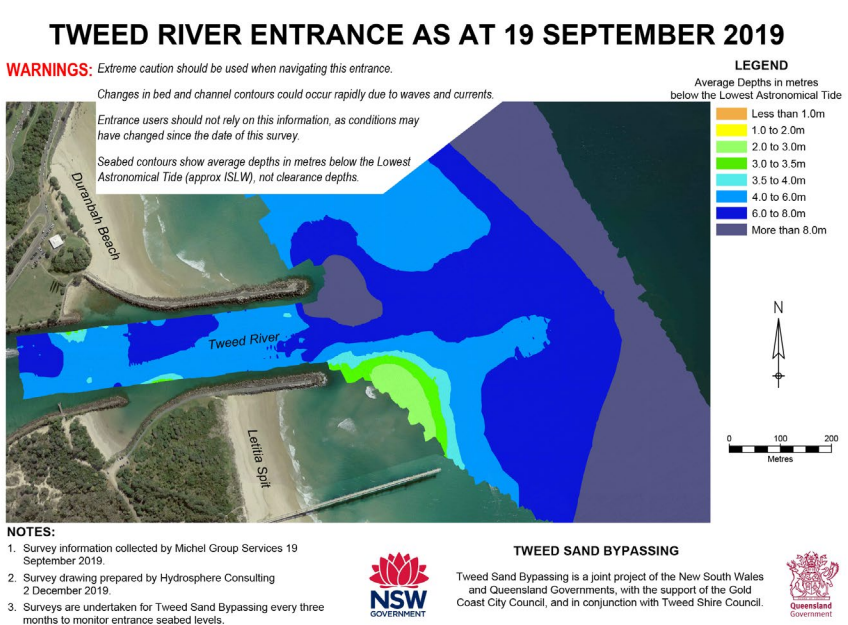 TWEED RIVER ENTRANCE AS AT 19 SEPTEMBER 2019
WARNINGS: Extreme caution should be used when navigating this entrance.
Changes in bed and channel contours could occur rapidly due to waves and currents.
Entrance users should not rely on this information, as conditions may
have changed since the date of this survey.
Seabed contours show average depths in metres below the Lowest
Astronomical Tide (approx ISLW), not clearance depths.
LEGEND
Average Depths in metres
below the Lowest Astronomical Tide
Less than 1.0m
1.0 to 2.0m
2.0 to 3.0m
3.0 to 3.5m
3.5 to 4.0m
4.0 to 6.0m
6.0 to 8.0m
More than 8.0m
Duranbah Beach
Tweed River
Letitia Spit
N
0 100 200
Metres
NOTES:
1. Survey information collected by Michel Group Services 19
September 2019.
2. Survey drawing prepared by Hydrosphere Consulting
2 December 2019.
3. Surveys are undertaken for Tweed Sand Bypassing every three
months to monitor entrance seabed levels.
NSW
GOVERNMENT
TWEED SAND BYPASSING
Tweed Sand Bypassing is a joint project of the New South Wales
and Queensland Governments, with the support of the Gold
Coast City Council, and in conjunction with Tweed Shire Council.
Queensland
Government